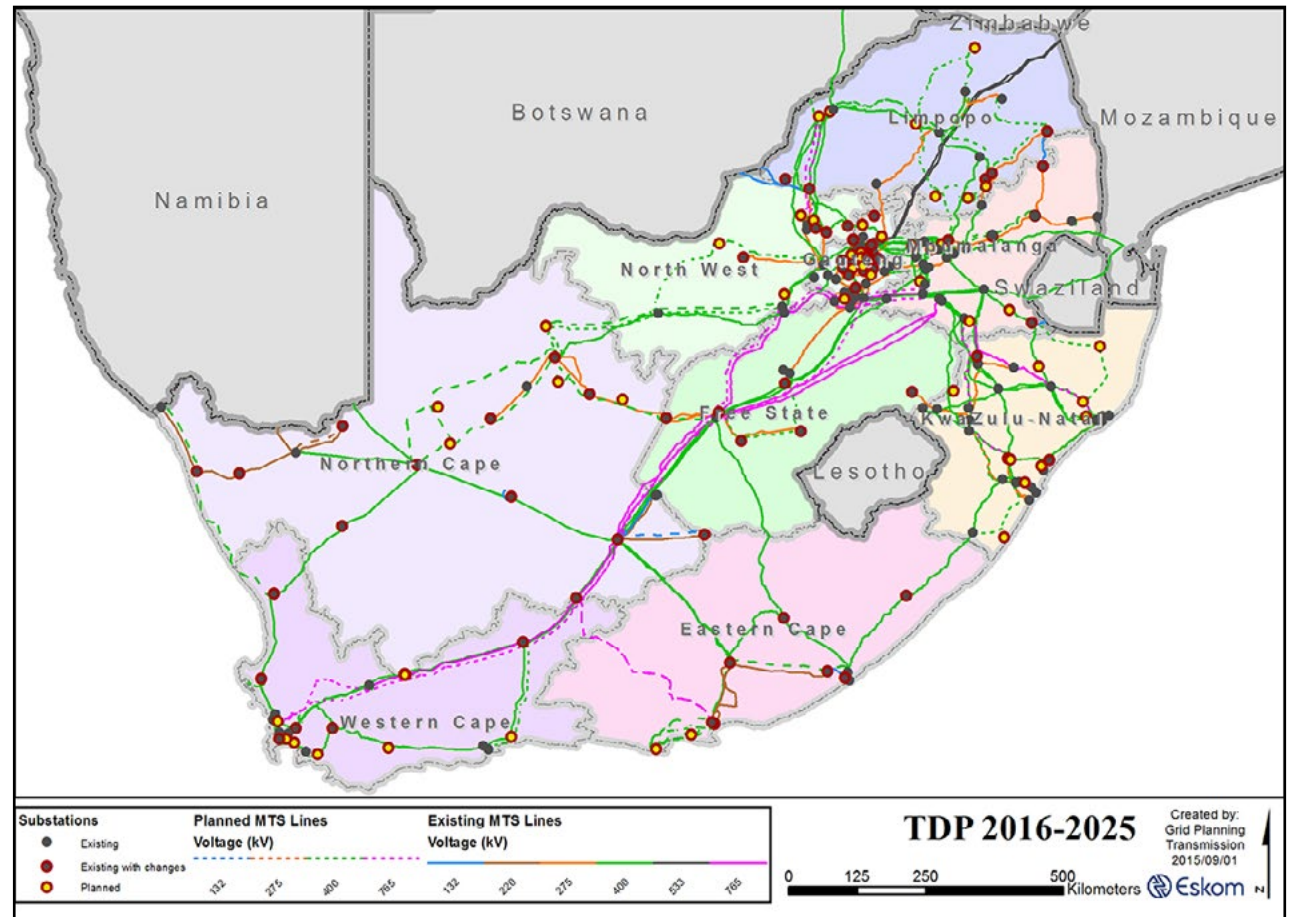 Zimbabwe
Botswana
Limpopo
Mozambique
Namibia
North West
Gauteng
Mpumalanga
Swaziland
Free State
KwaZulu-Natal
Northern Cape
Lesotho
Eastern Cape
Western Cape
Substations
Existing
Existing with changes
Planned
Planned MTS Lines
Voltage (kV)
132 275 400 765
Existing MTS Lines
Voltage (kV)
132 220 275 400 533 765
TDP 2016-2025
0 125 250 500
Kilometers
Created by:
Grid Planning
Transmission
2015/09/01
Eskom
N